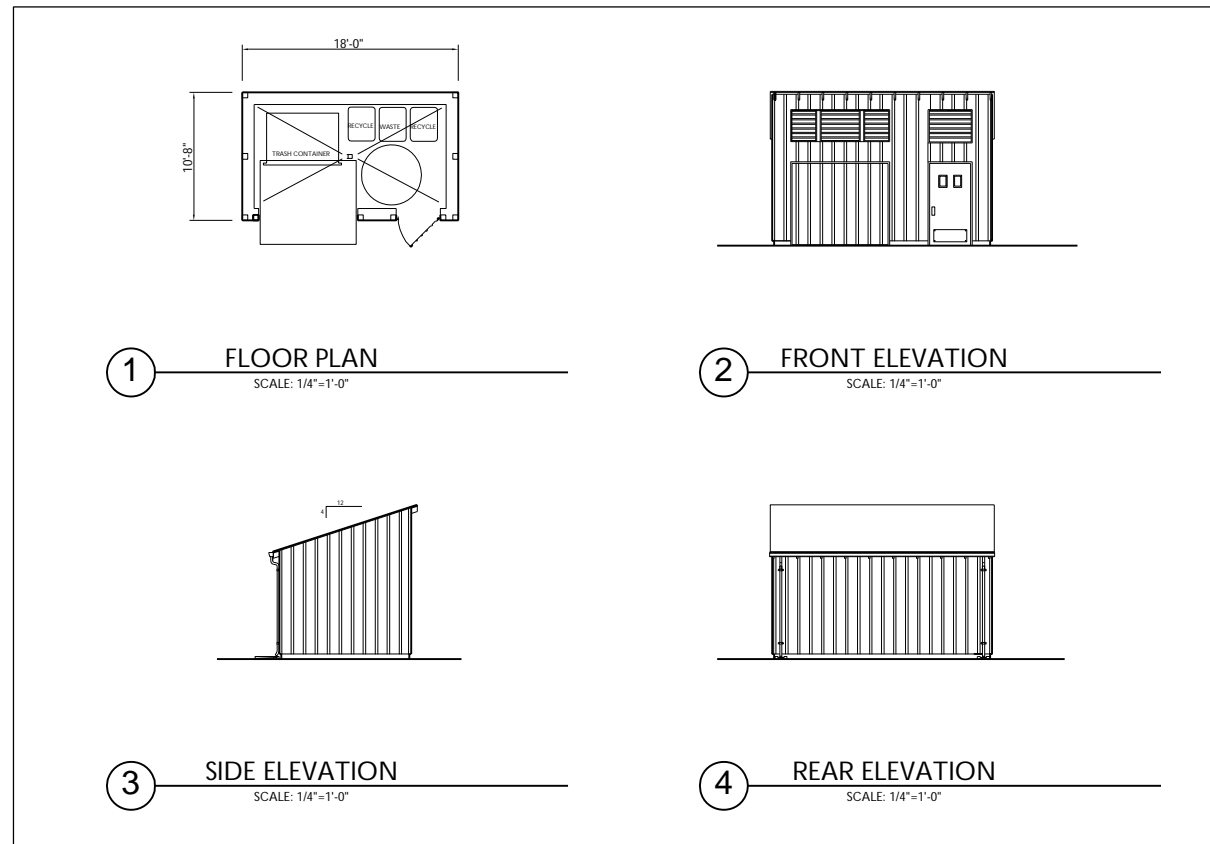 18'-0"
10'-8"
RECYCLE WASTE RECYCLE
TRASH CONTAINER
1 FLOOR PLAN
SCALE: 1/4"=1'-0"
2 FRONT ELEVATION
SCALE: 1/4"=1'-0"
12
4
3 SIDE ELEVATION
SCALE: 1/4"=1'-0"
4 REAR ELEVATION
SCALE: 1/4"=1'-0"